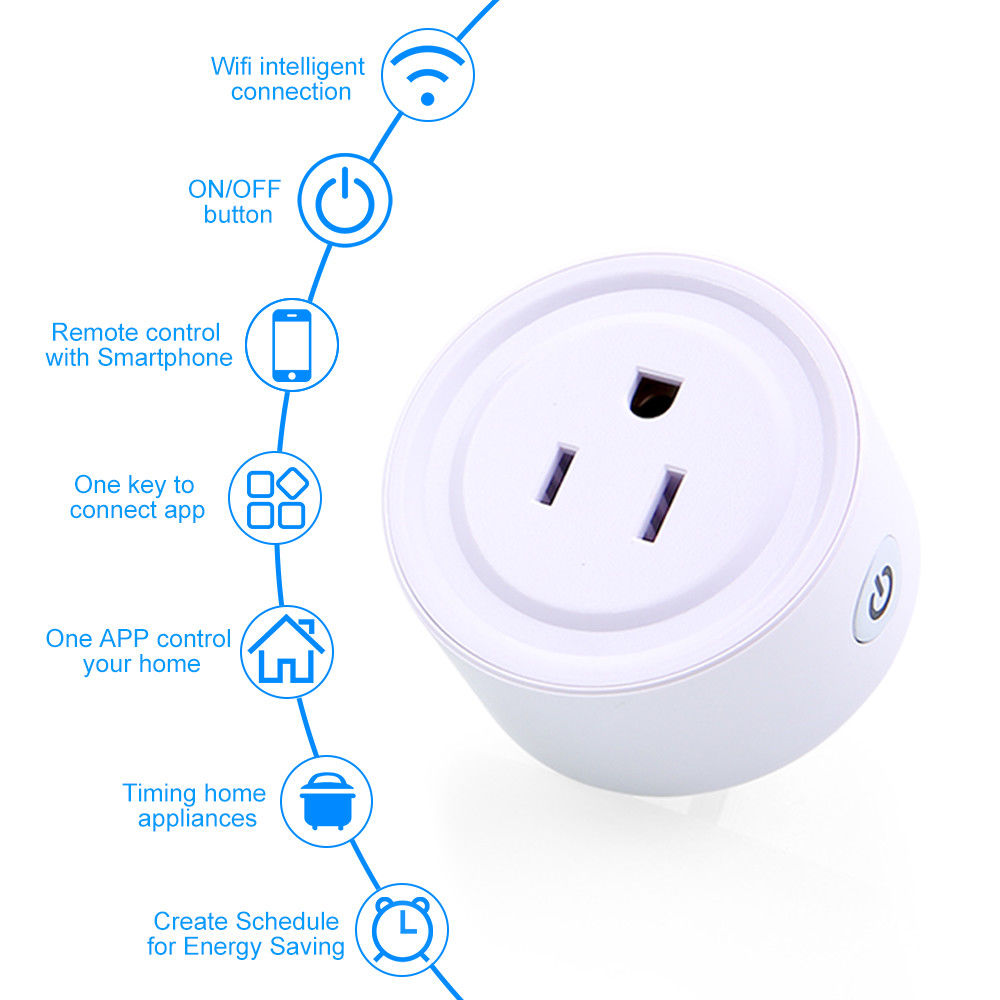 Wifi intelligent
connection
ON/OFF
button
Remote control
with Smartphone
One key to
connect app
One APP control
your home
Timing home
appliances
Create Schedule
for Energy Saving